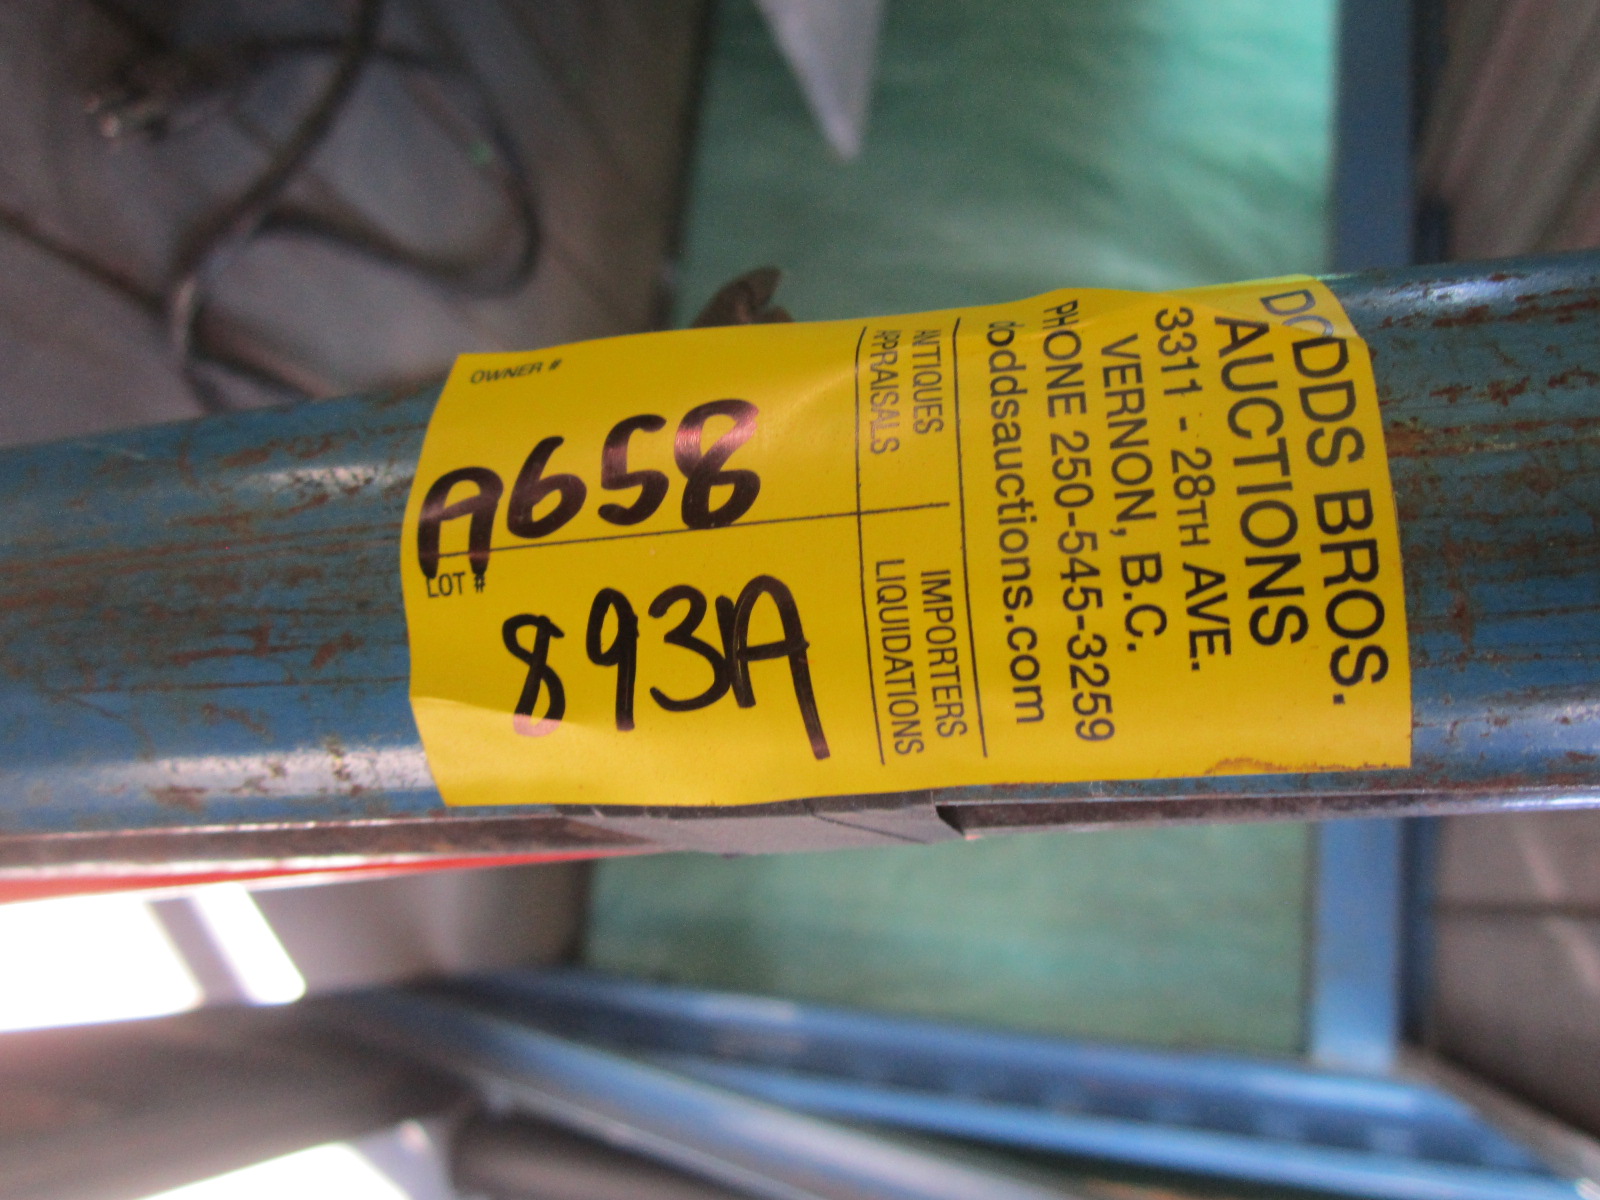 DODDS BROS.
AUCTIONS
3311 - 28TH AVE.
VERNON, B.C.
PHONE 250-545-3259
doddsauctions.com
ANTIQUES IMPORTERS
APPRAISALS LIQUIDATIONS
OWNER #
A658
LOT #
893A